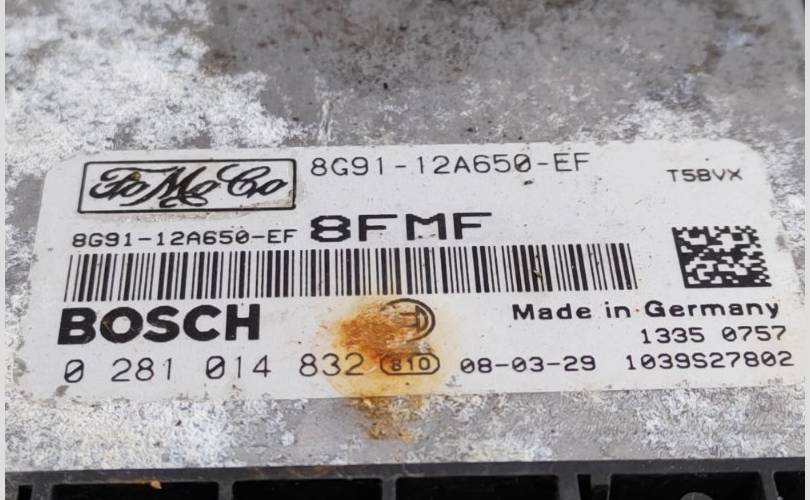 FoMoCo 8G91-12A650-EF
T5BVX
8G91-12A650-EF 8FMF
BOSCH
Made in Germany
1335 0757
0 281 014 832 810 08-03-29 1039S27802